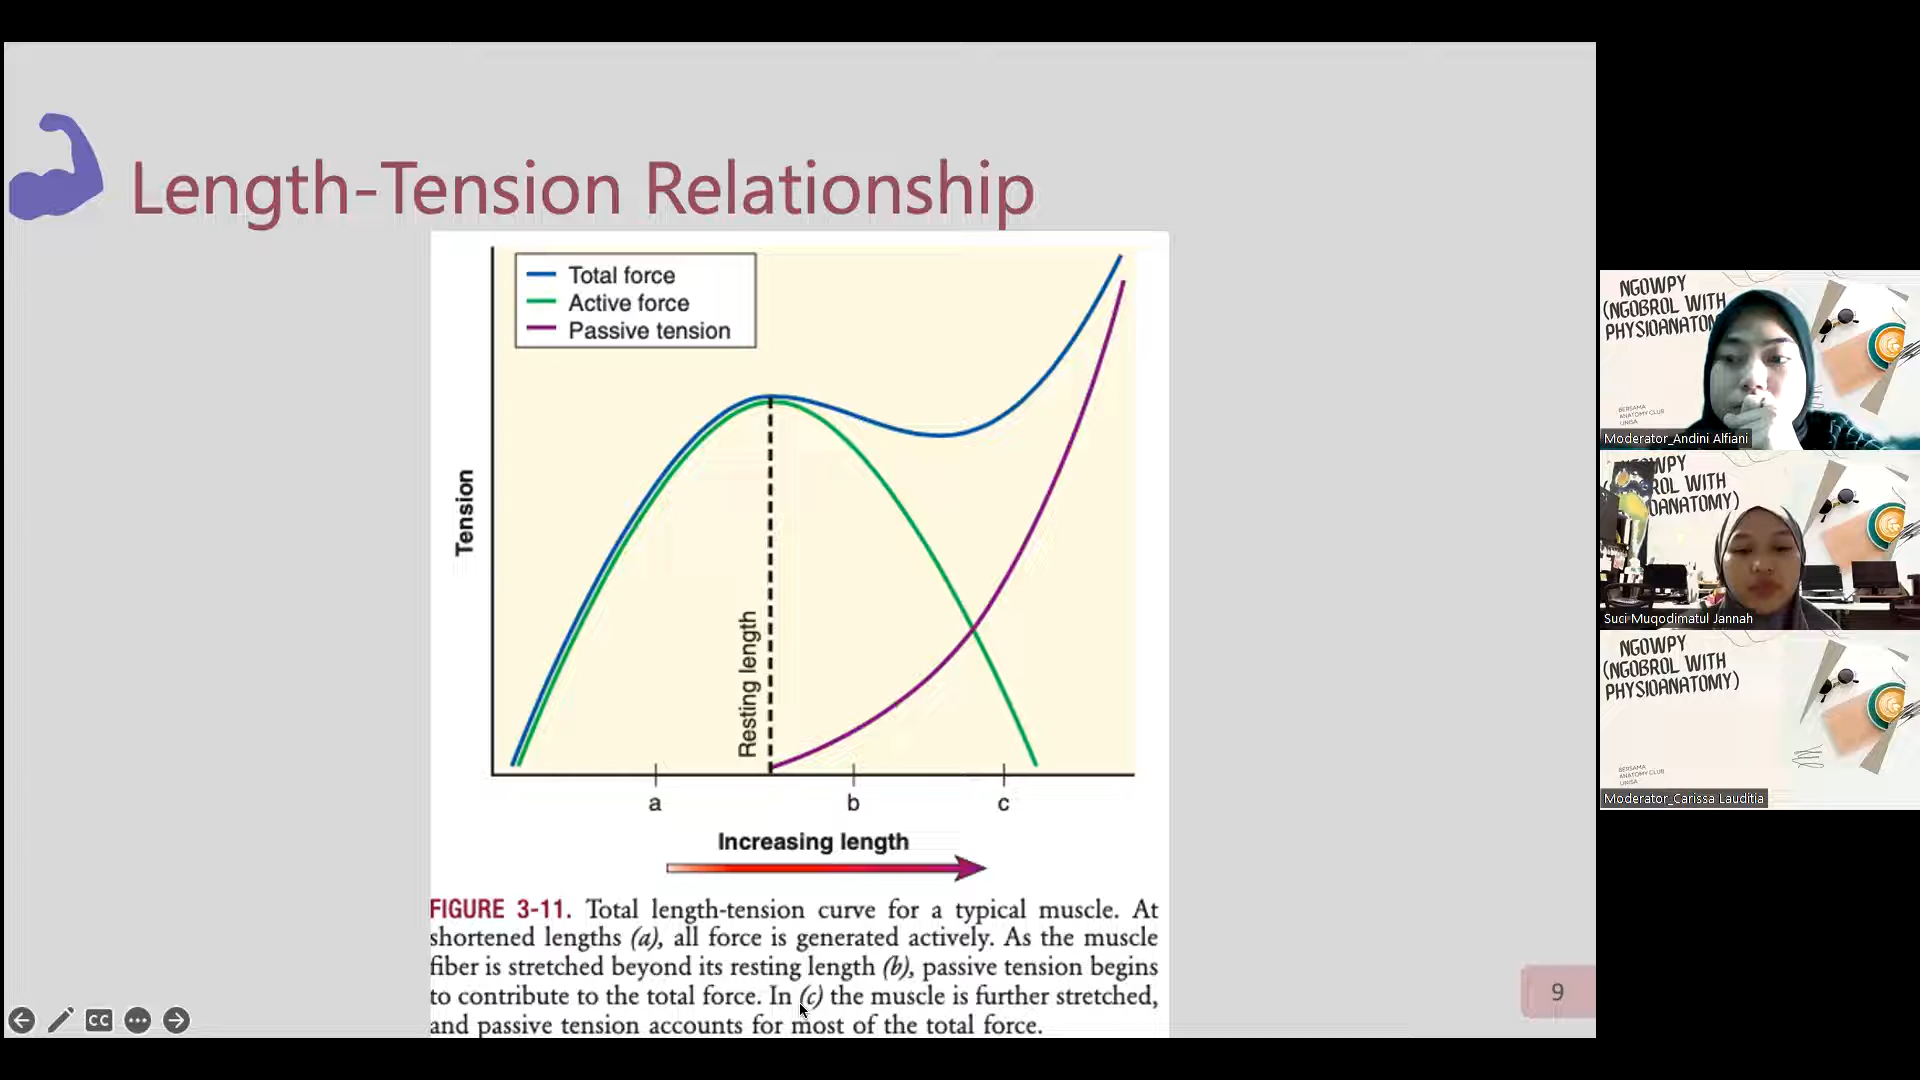 Length-Tension Relationship
Total force
Active force
Passive tension
Tension
Resting length
a
b
c
Increasing length
FIGURE 3-11. Total length-tension curve for a typical muscle. At
shortened lengths (a), all force is generated actively. As the muscle
fiber is stretched beyond its resting length (b), passive tension begins
to contribute to the total force. In (c) the muscle is further stretched,
and passive tension accounts for most of the total force.
9
CC
NGOWPY
(NGOBROL WITH
PHYSIOANATOM
BERSAMA
ANATOMY CLUB
UNISA
Moderator_Andini Alfiani
OWPY
ROL WITH
OANATOMY)
Suci Muqodimatul Jannah
NGOWPY
(NGOBROL WITH
PHYSIOANATOMY)
BERSAMA
ANATOMY CLUB
UNISA
Moderator_Carissa Lauditia